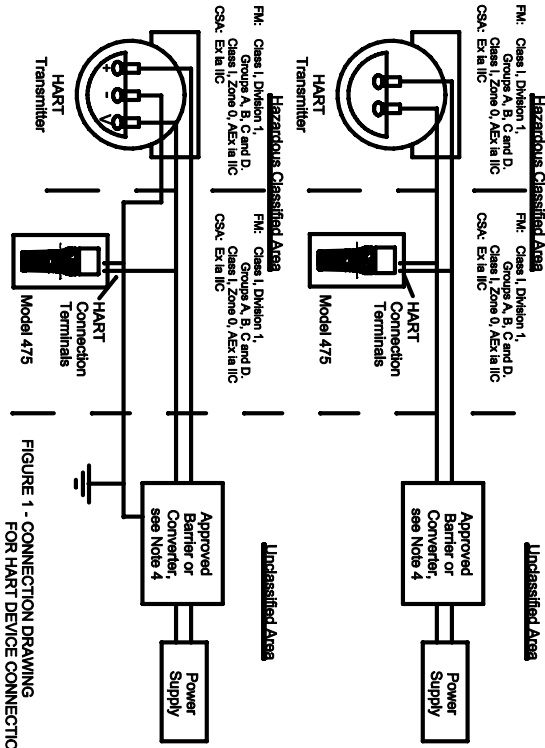 Hazardous Classified Area
Unclassified Area
FM: Class I, Division 1,
Groups A, B, C and D.
Class I, Zone 0, AEx ia IIC
CSA: Ex ia IIC
FM: Class I, Division 1,
Groups A, B, C and D.
Class I, Zone 0, AEx ia IIC
CSA: Ex ia IIC
HART
Transmitter
HART
Connection
Terminals
Model 475
Approved
Barrier or
Converter,
see Note 4
Power
Supply
Hazardous Classified Area
Unclassified Area
FM: Class I, Division 1,
Groups A, B, C and D.
Class I, Zone 0, AEx ia IIC
CSA: Ex ia IIC
FM: Class I, Division 1,
Groups A, B, C and D.
Class I, Zone 0, AEx ia IIC
CSA: Ex ia IIC
+ - V
HART
Transmitter
HART
Connection
Terminals
Model 475
Approved
Barrier or
Converter,
see Note 4
Power
Supply
FIGURE 1 - CONNECTION DRAWING
FOR HART DEVICE CONNECTIO